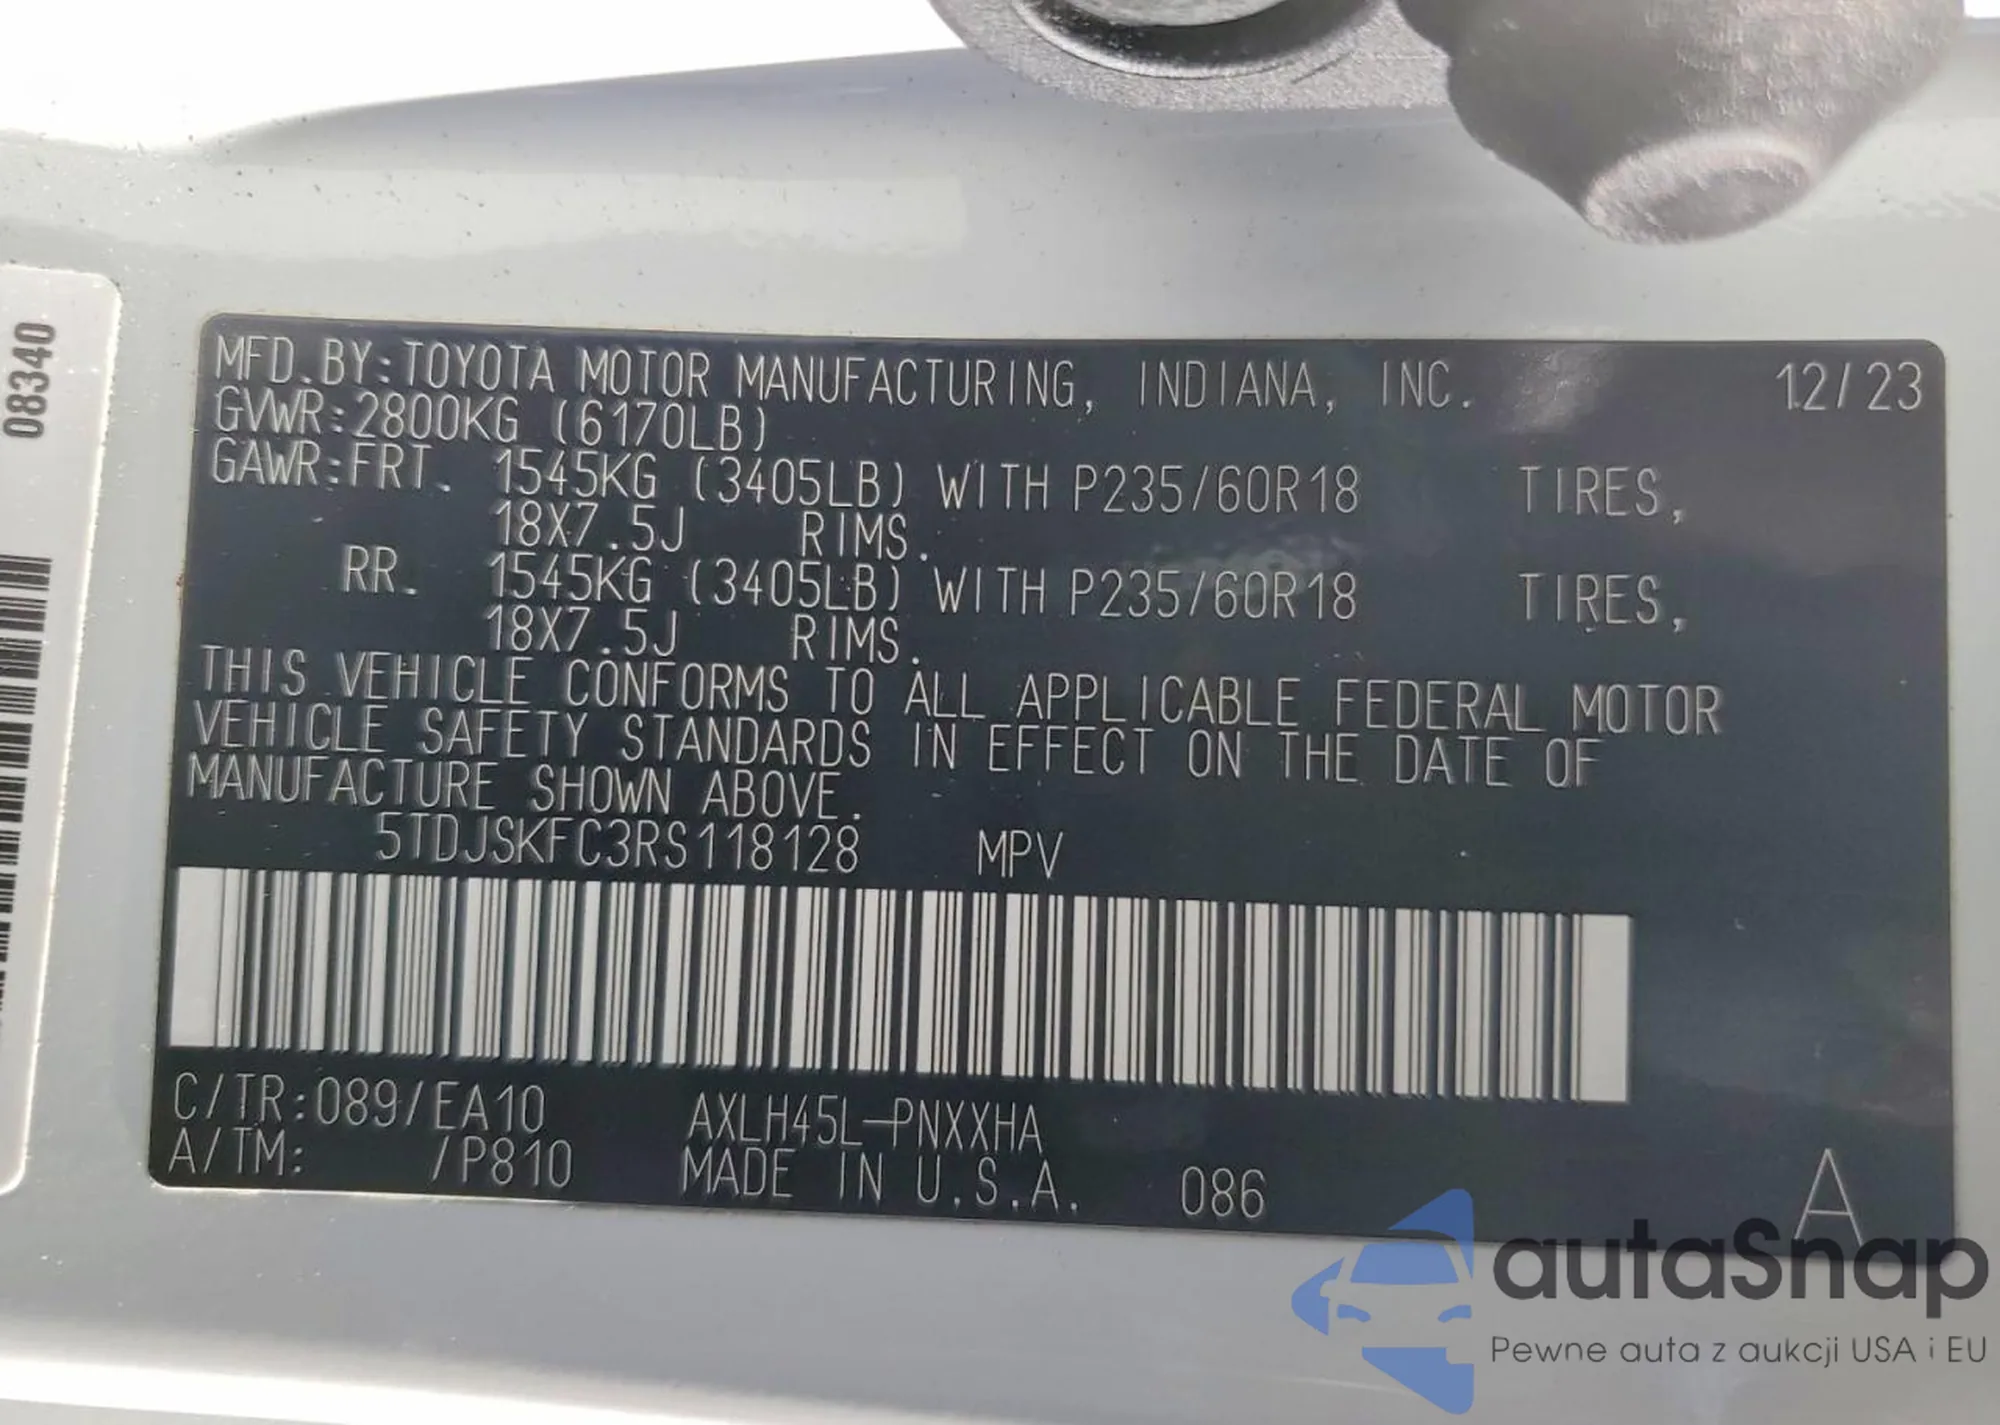 08340
MFD.BY:TOYOTA MOTOR MANUFACTURING, INDIANA, INC. 12/23
GVWR:2800KG (6170LB)
GAWR:FRT. 1545KG (3405LB) WITH P235/60R18 TIRES,
18X7.5J RIMS.
RR. 1545KG (3405LB) WITH P235/60R18 TIRES,
18X7.5J RIMS.
THIS VEHICLE CONFORMS TO ALL APPLICABLE FEDERAL MOTOR
VEHICLE SAFETY STANDARDS IN EFFECT ON THE DATE OF
MANUFACTURE SHOWN ABOVE.
5TDJSKFC3RS118128 MPV
C/TR:089/EA10 AXLH45L-PNXXHA
A/TM: /P810 MADE IN U.S.A. 086 A
autoSnap
Pewne auta z aukcji USA i EU